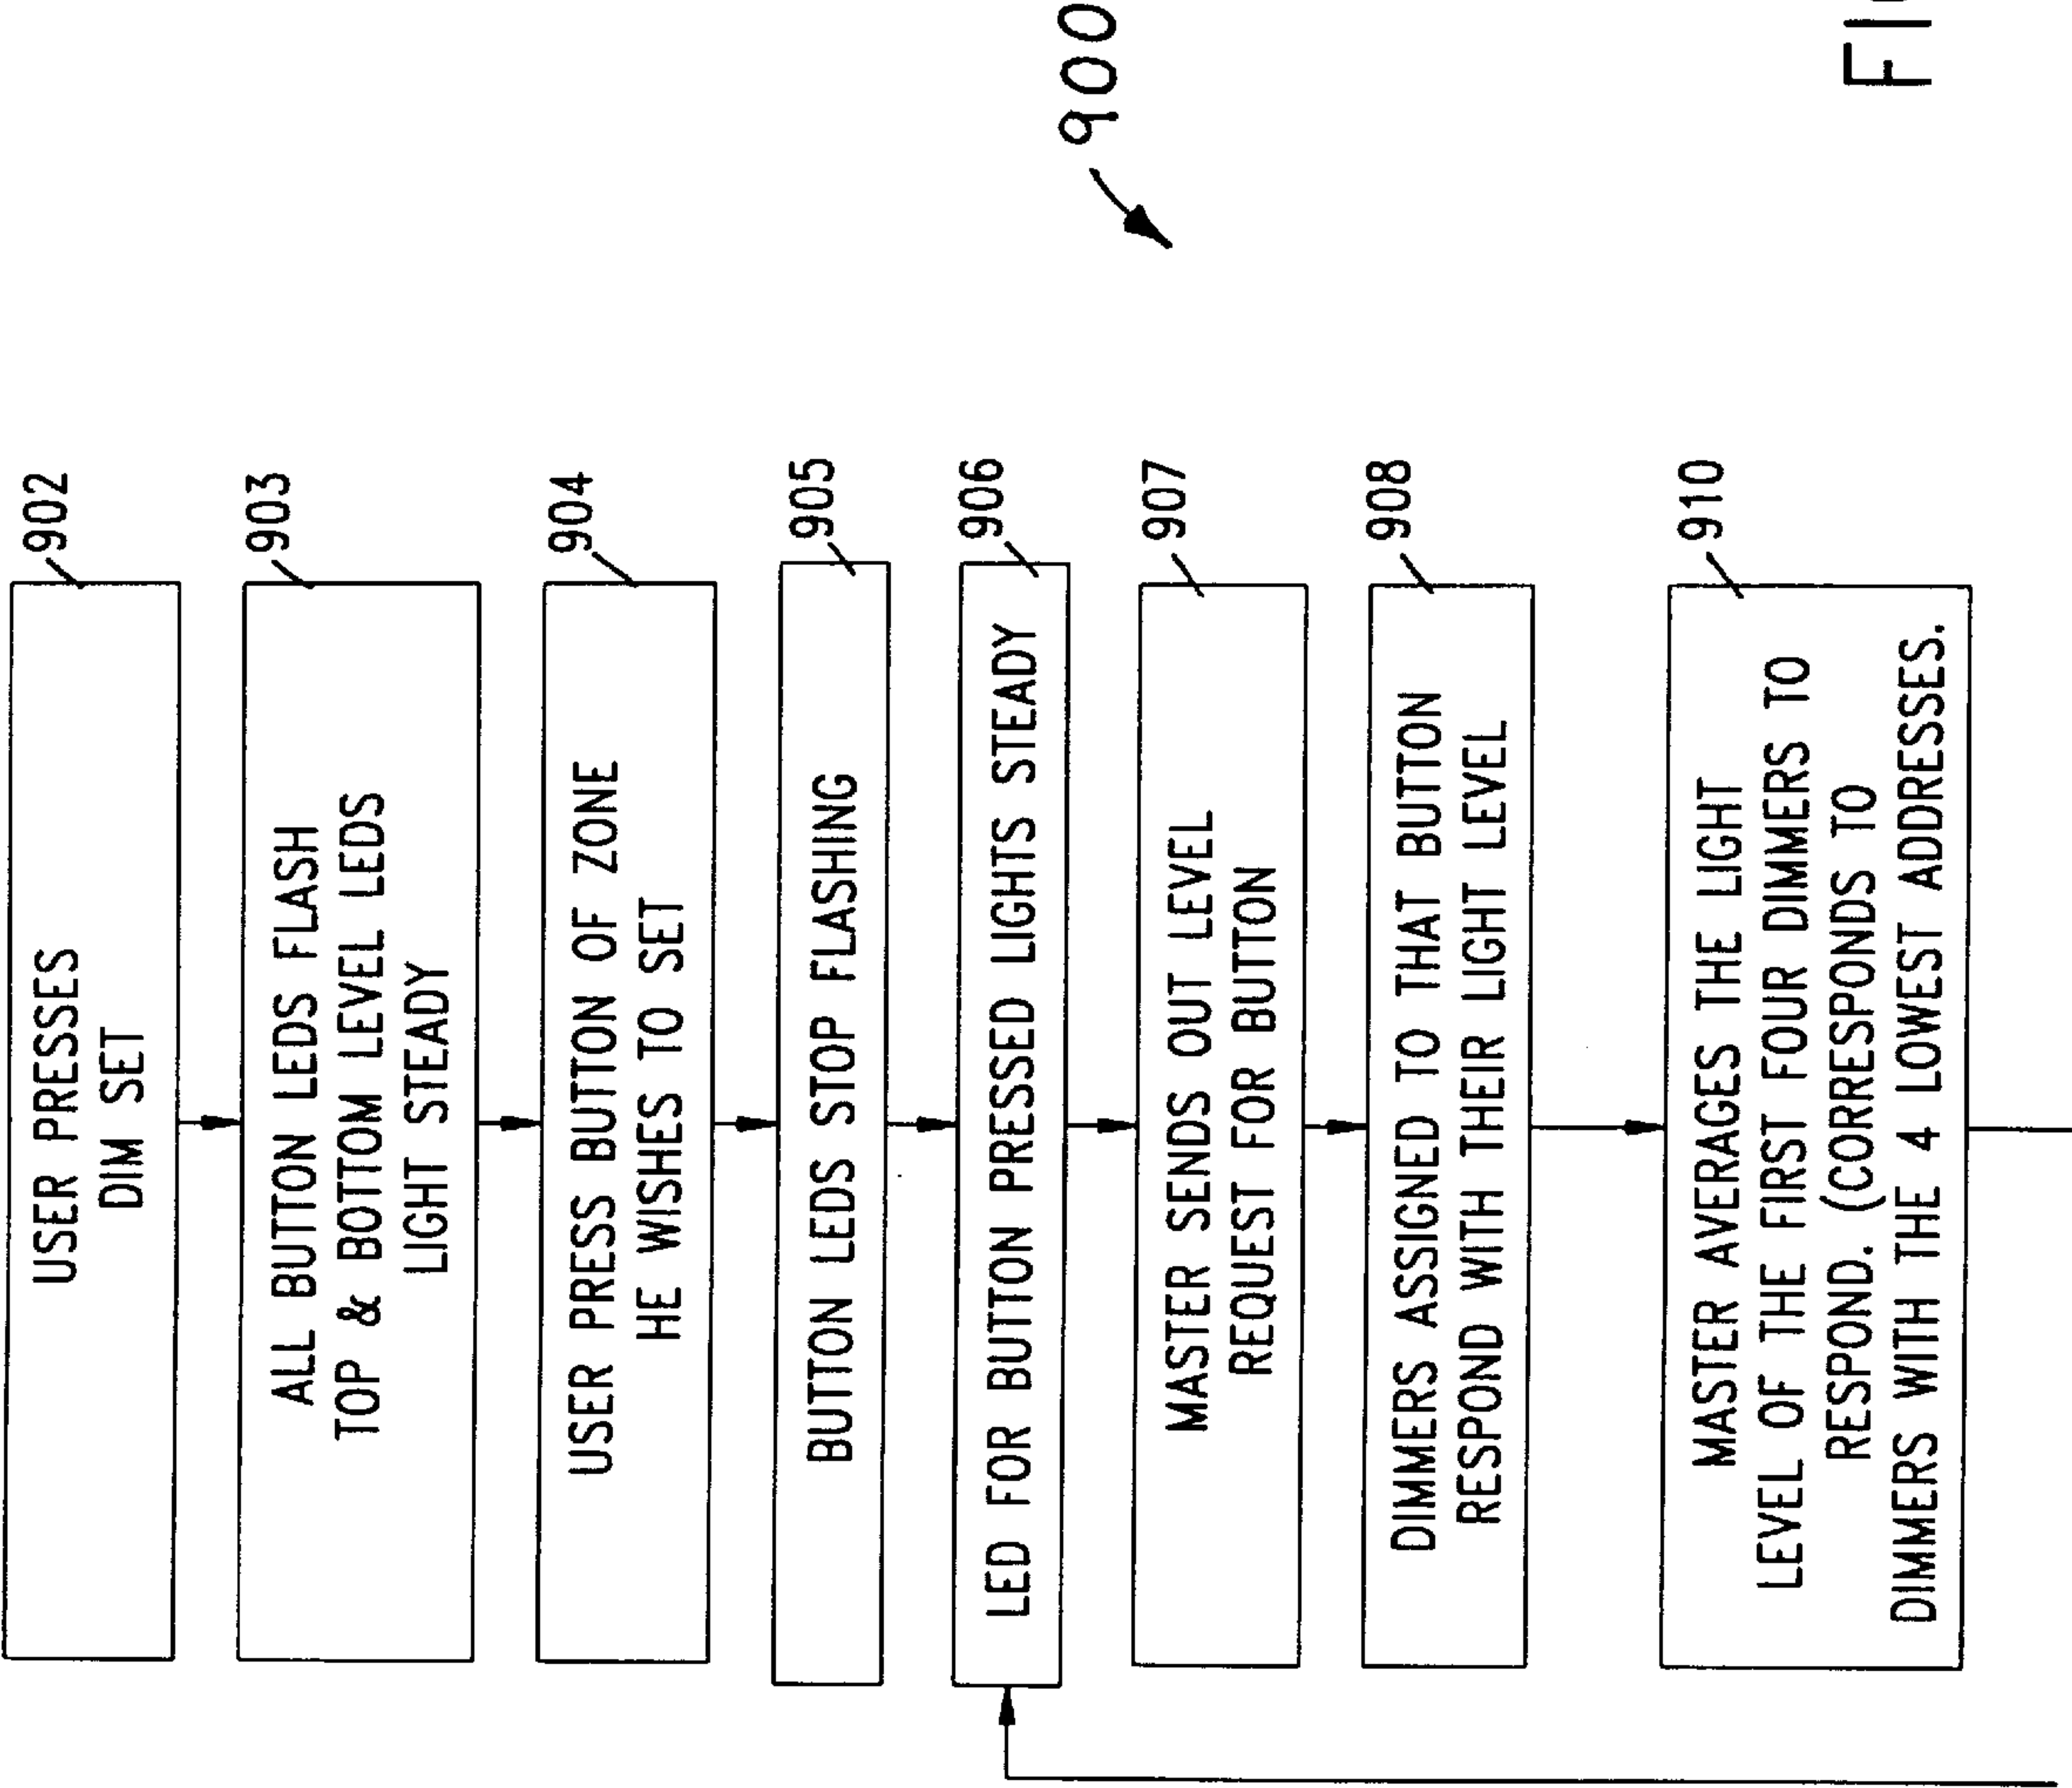 902
USER PRESSES
DIM SET
903
ALL BUTTON LEDS FLASH
TOP & BOTTOM LEVEL LEDS
LIGHT STEADY
904
USER PRESS BUTTON OF ZONE
HE WISHES TO SET
905
BUTTON LEDS STOP FLASHING
906
LED FOR BUTTON PRESSED LIGHTS STEADY
907
MASTER SENDS OUT LEVEL
REQUEST FOR BUTTON
908
DIMMERS ASSIGNED TO THAT BUTTON
RESPOND WITH THEIR LIGHT LEVEL
910
MASTER AVERAGES THE LIGHT
LEVEL OF THE FIRST FOUR DIMMERS TO
RESPOND. (CORRESPONDS TO
DIMMERS WITH THE 4 LOWEST ADDRESSES.
900